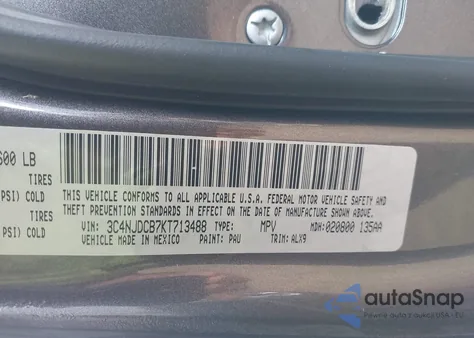 600 LB
TIRES
PSI) COLD
TIRES
PSI) COLD
THIS VEHICLE CONFORMS TO ALL APPLICABLE U.S.A. FEDERAL MOTOR VEHICLE SAFETY AND
THEFT PREVENTION STANDARDS IN EFFECT ON THE DATE OF MANUFACTURE SHOWN ABOVE.
VIN: 3C4NJDCB7KT713488 TYPE: MPV MDH: 020800 135AA
MADE IN MEXICO PAINT: PAU TRIM: ALX9
autoSnap